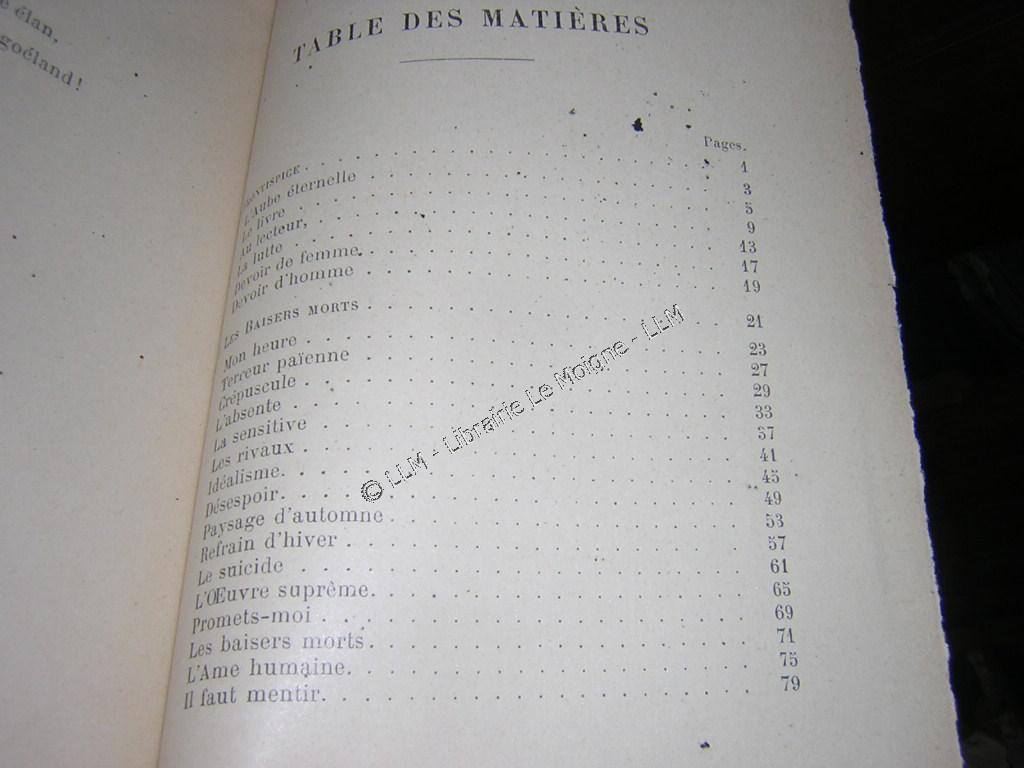 élan,
goéland!
TABLE DES MATIÈRES
Pages.
FRONTISPICE . . . . . 1
L'Aube éternelle . . . . . 3
Le livre . . . . . 5
Au lecteur, . . . . . 9
La lutte . . . . . 13
Devoir de femme . . . . . 17
Devoir d'homme . . . . . 19
LES BAISERS MORTS . . . . . 21
Mon heure . . . . . 23
Terreur païenne . . . . . 27
Crépuscule . . . . . 29
L'absente . . . . . 33
La sensitive . . . . . 37
Les rivaux . . . . . 41
Idéalisme. . . . . . 45
Désespoir. . . . . . 49
Paysage d'automne . . . . . 53
Refrain d'hiver . . . . . 57
Le suicide . . . . . 61
L'Œuvre suprême. . . . . . 65
Promets-moi . . . . . 69
Les baisers morts. . . . . . 71
L'Ame humaine. . . . . . 75
Il faut mentir. . . . . . 79
© LLM - Librairie Le Moigne - LLM